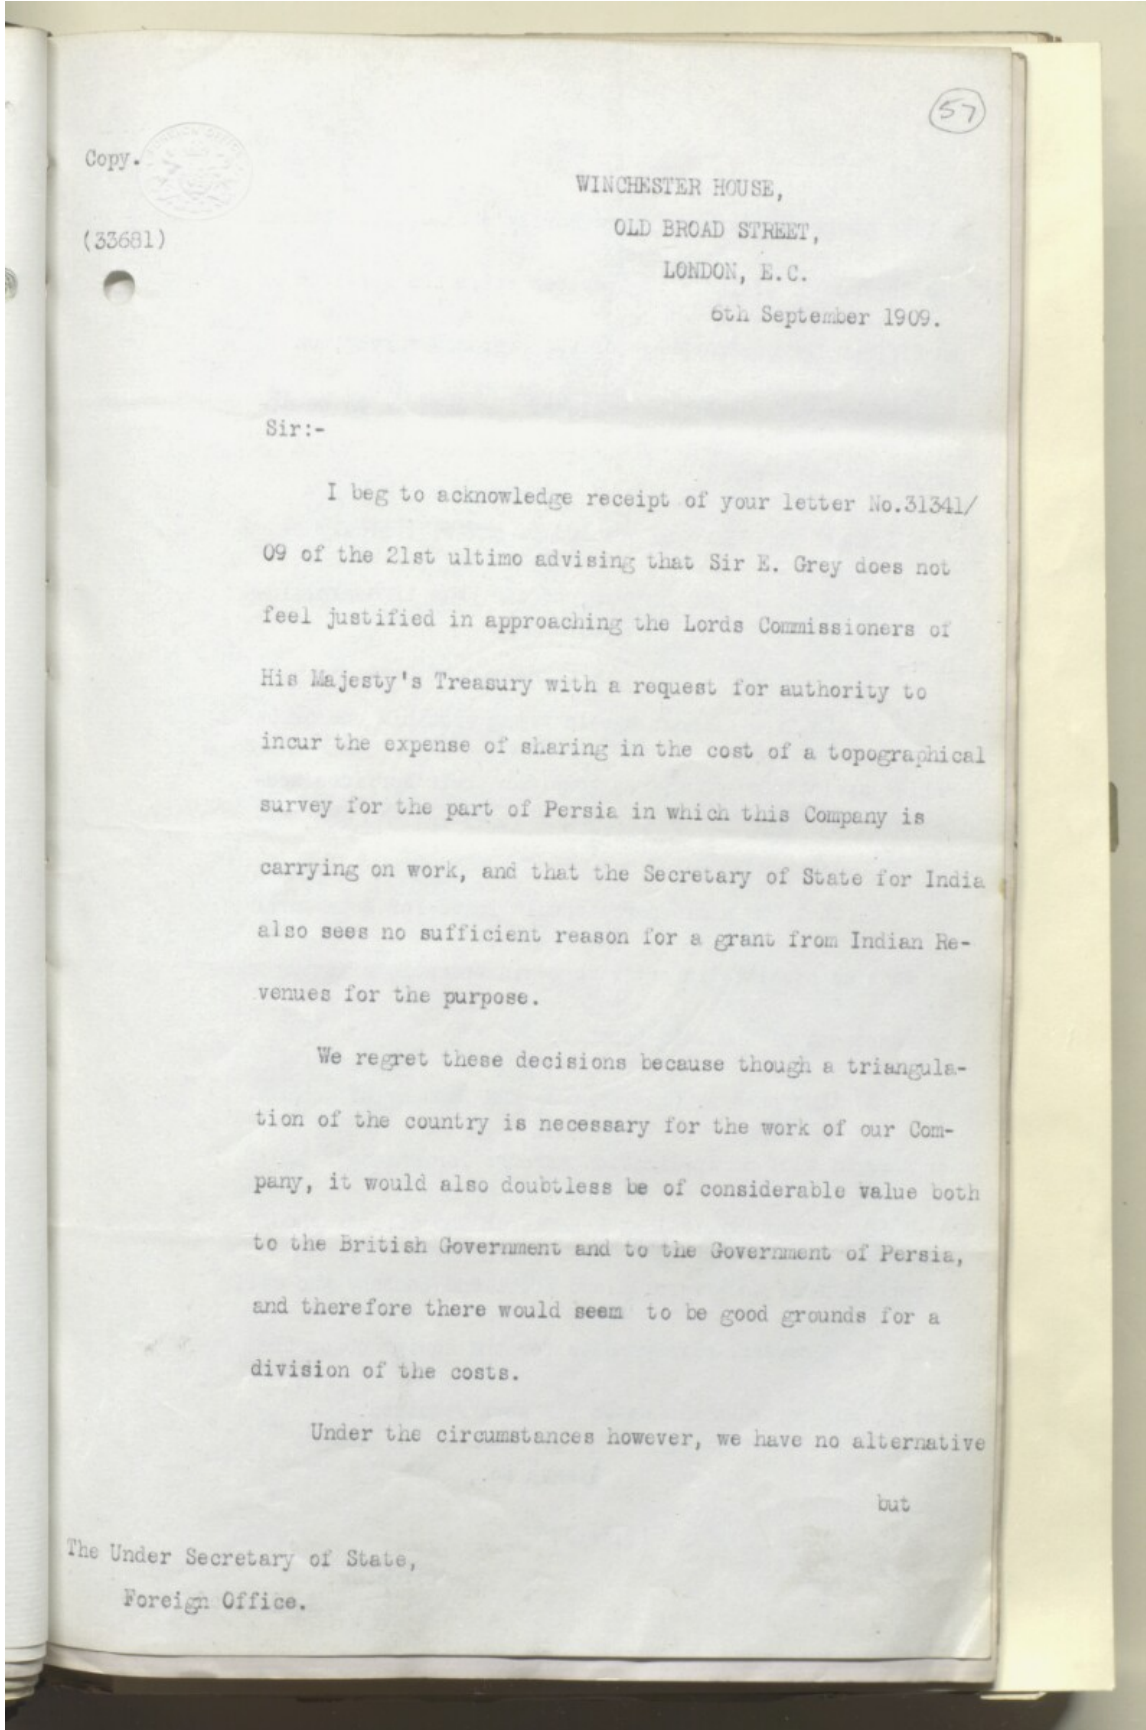 57
Copy.
(33681)
WINCHESTER HOUSE,
OLD BROAD STREET,
LONDON, E.C.
6th September 1909.
Sir:-
I beg to acknowledge receipt of your letter No.31341/
09 of the 21st ultimo advising that Sir E. Grey does not
feel justified in approaching the Lords Commissioners of
His Majesty's Treasury with a request for authority to
incur the expense of sharing in the cost of a topographical
survey for the part of Persia in which this Company is
carrying on work, and that the Secretary of State for India
also sees no sufficient reason for a grant from Indian Re-
venues for the purpose.
We regret these decisions because though a triangula-
tion of the country is necessary for the work of our Com-
pany, it would also doubtless be of considerable value both
to the British Government and to the Government of Persia,
and therefore there would seem to be good grounds for a
division of the costs.
Under the circumstances however, we have no alternative
but
The Under Secretary of State,
Foreign Office.